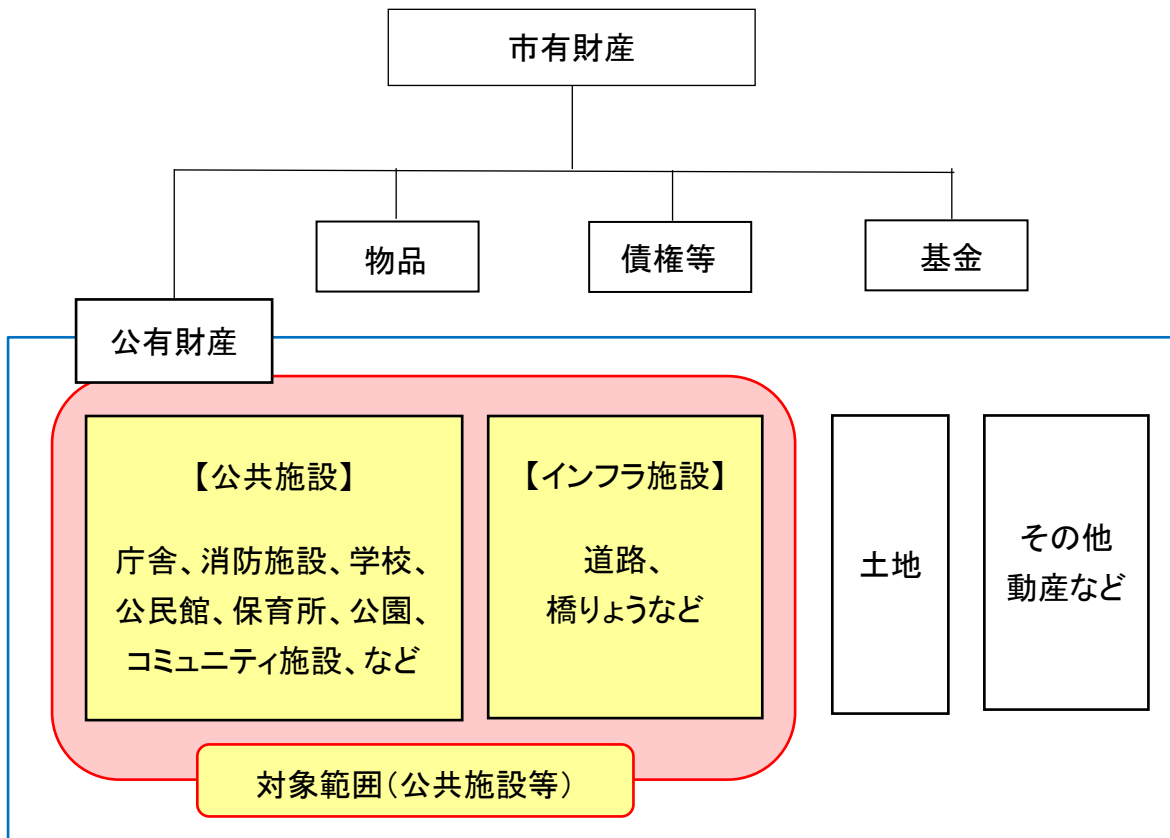 市有財産
物品
債権等
基金
公有財産
【公共施設】
庁舎、消防施設、学校、
公民館、保育所、公園、
コミュニティ施設、など
【インフラ施設】
道路、
橋りょうなど
土地
その他
動産など
対象範囲(公共施設等)